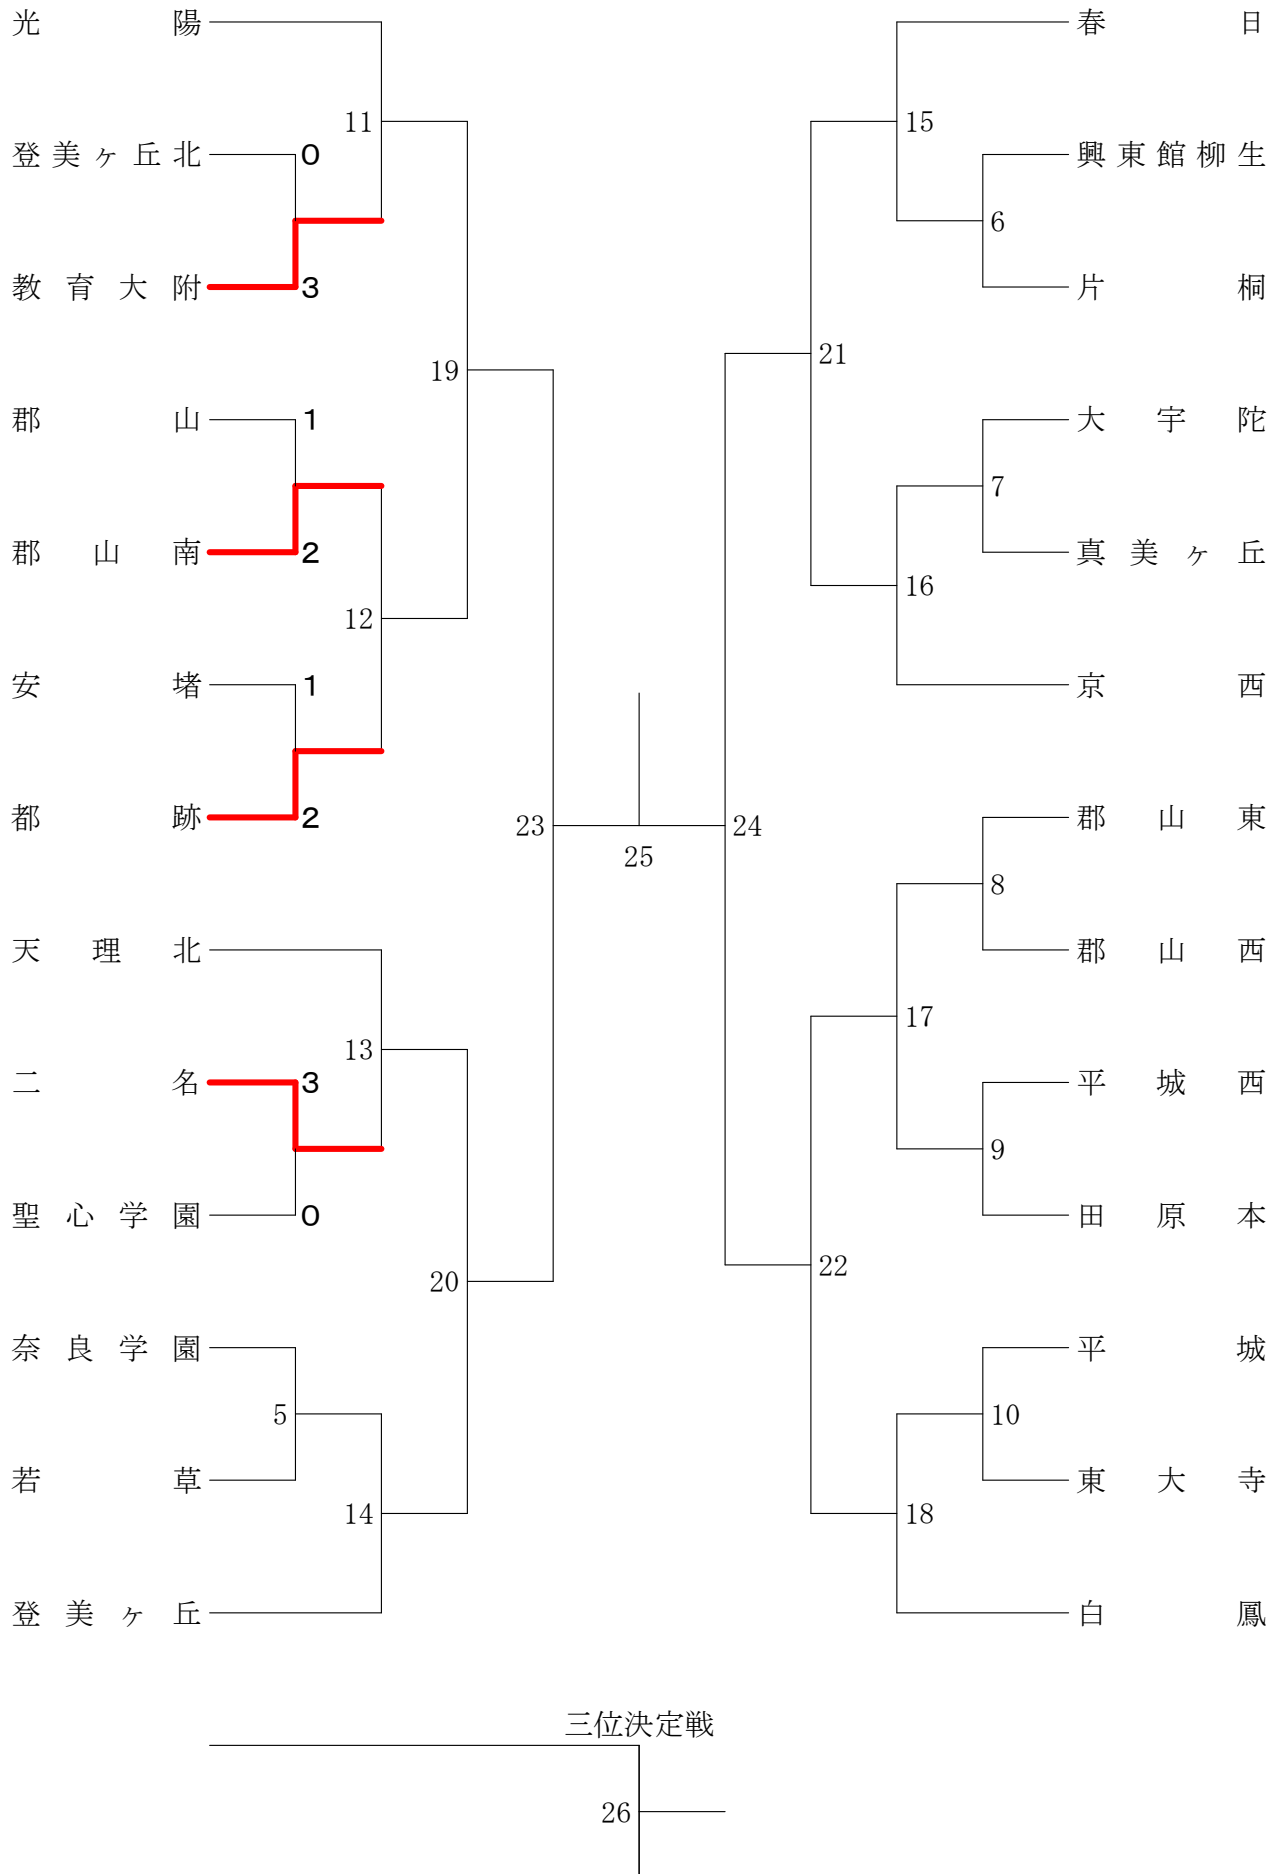 光陽
11
登美ヶ丘北
0
教育大附
3
19
郡山
1
郡山南
2
12
安堵
1
都跡
2
23
天理北
13
二名
3
聖心学園
0
20
奈良学園
5
若草
14
登美ヶ丘
25
春日
15
興東館柳生
6
片桐
21
大宇陀
7
真美ヶ丘
16
京西
24
郡山東
8
郡山西
17
平城西
9
田原本
22
平城
10
東大寺
18
白鳳
三位決定戦
26